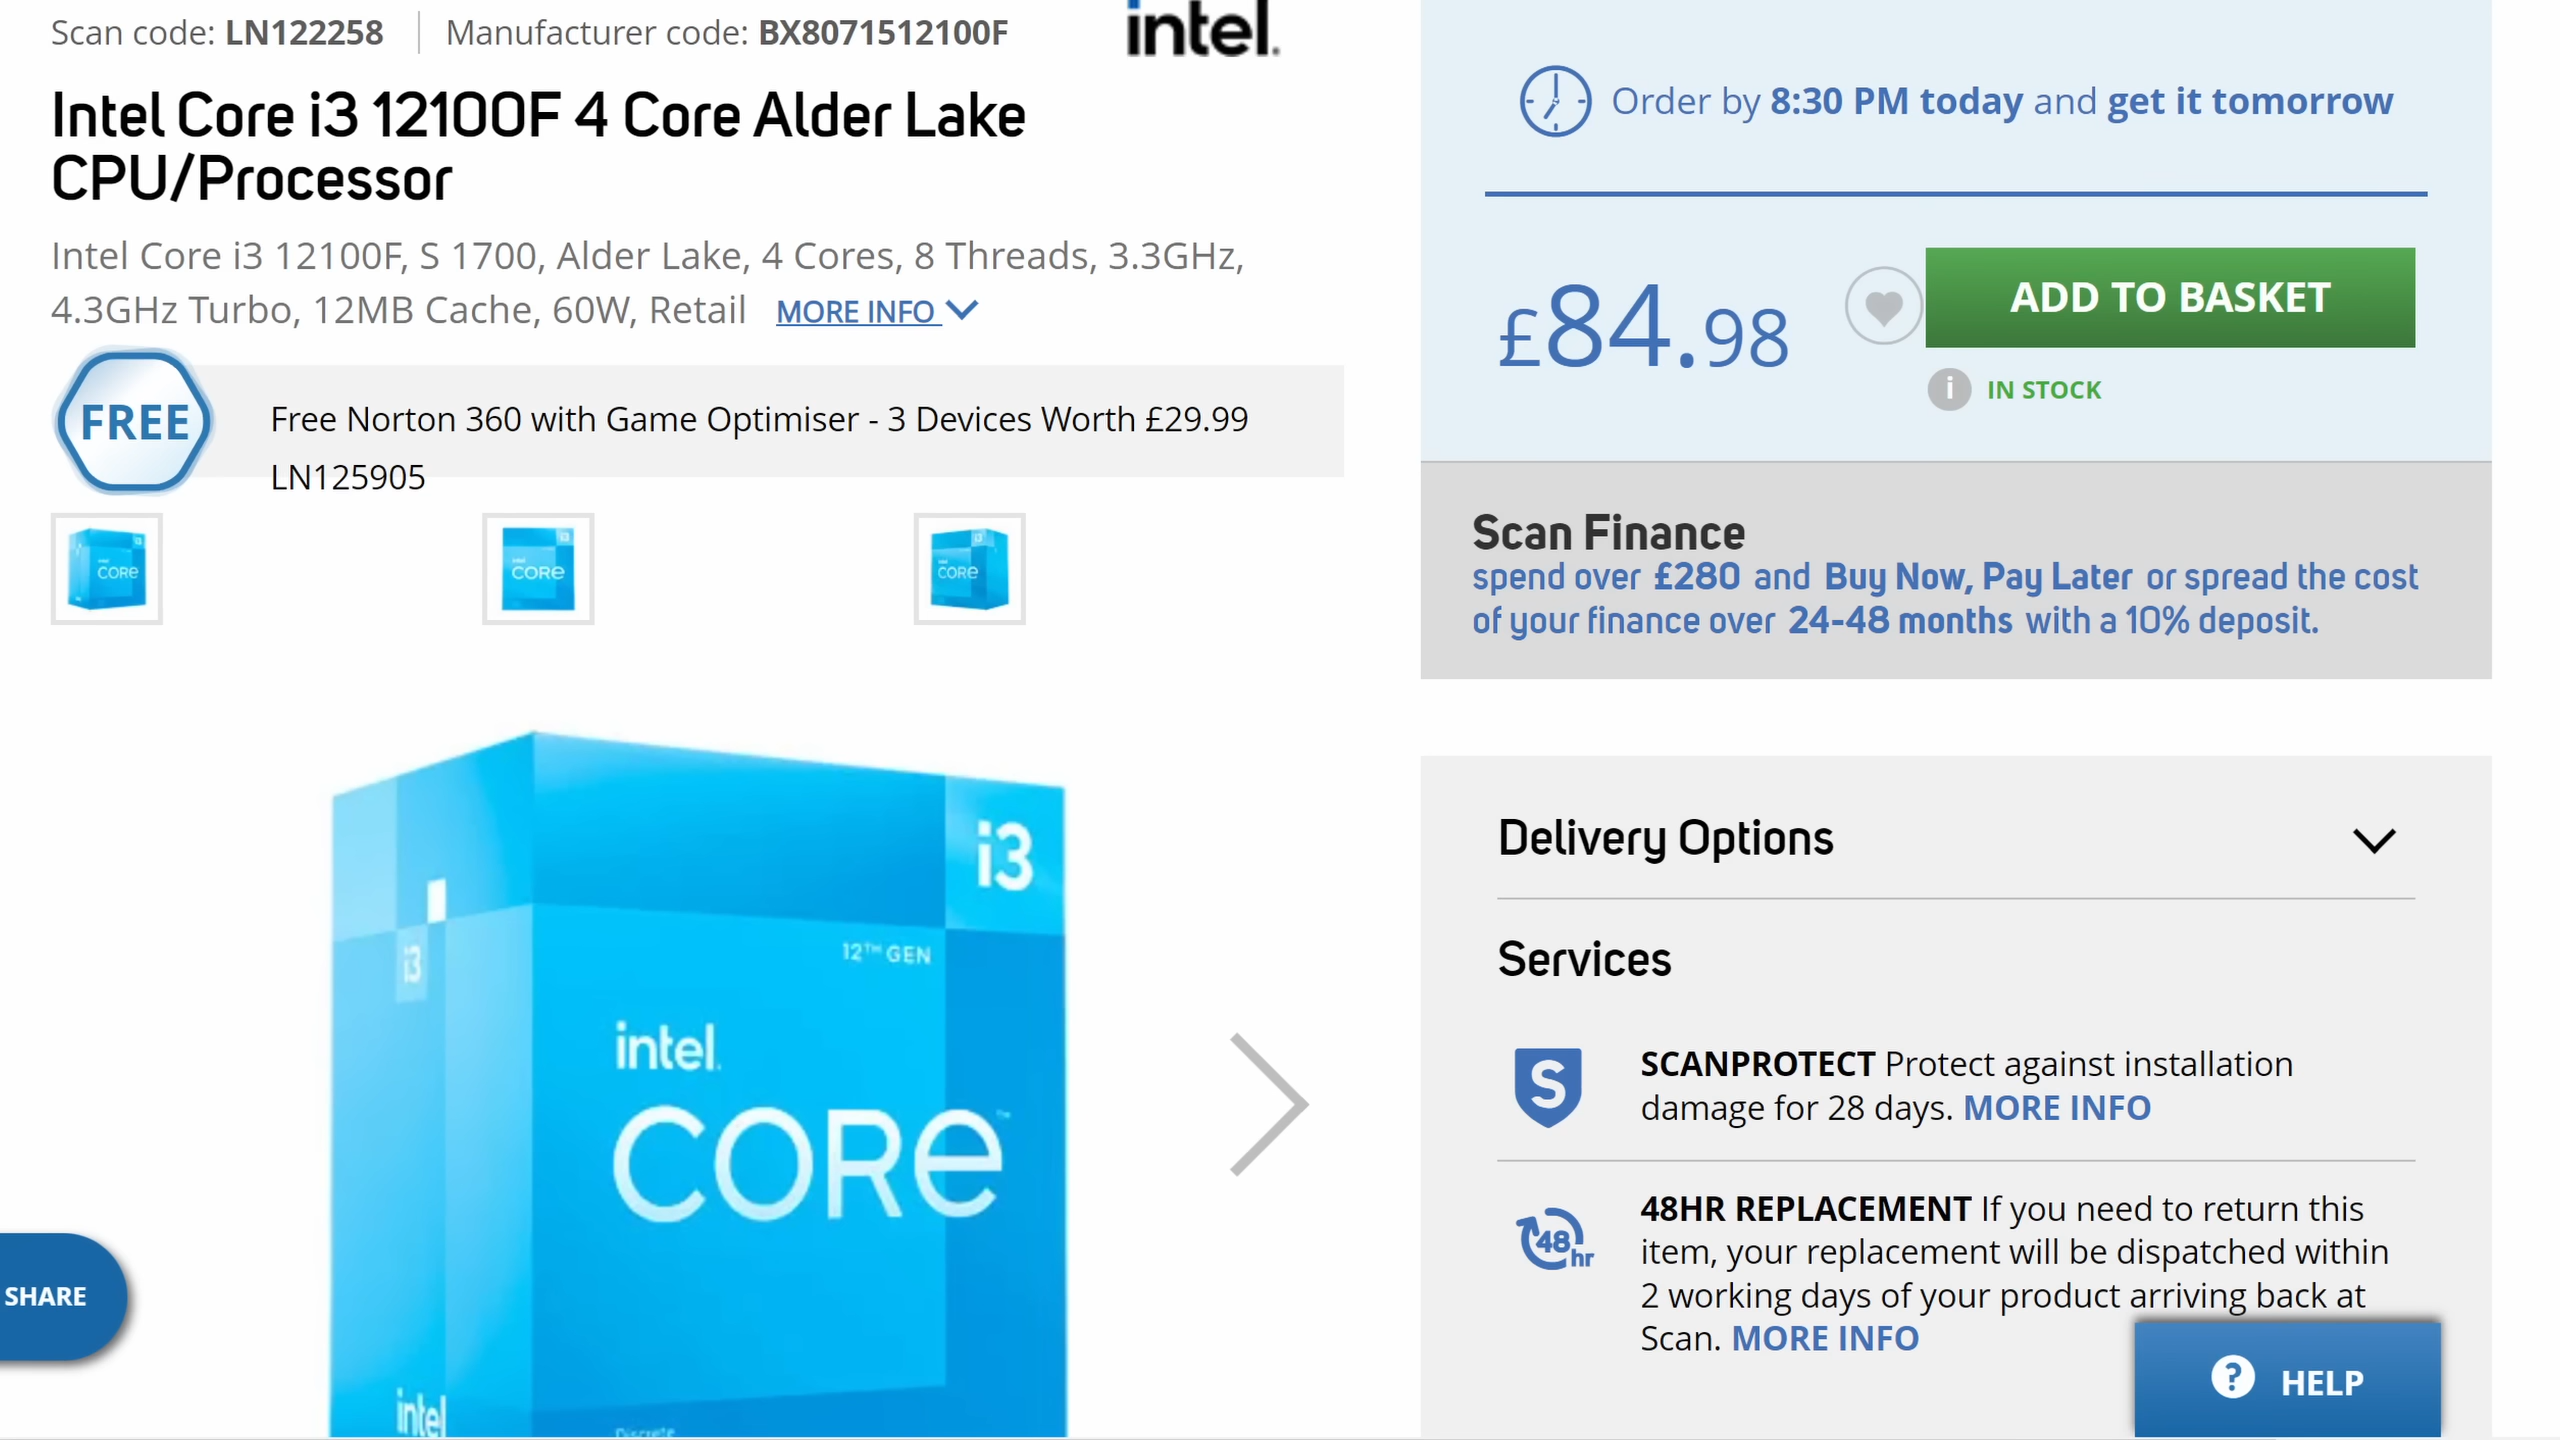 Scan code: LN122258
Manufacturer code: BX8071512100F
intel.
Intel Core i3 12100F 4 Core Alder Lake
CPU/Processor
Intel Core i3 12100F, S 1700, Alder Lake, 4 Cores, 8 Threads, 3.3GHz,
4.3GHz Turbo, 12MB Cache, 60W, Retail MORE INFO
FREE
Free Norton 360 with Game Optimiser - 3 Devices Worth £29.99
LN125905
CORE
CORE
CORE
i3
i3
12TH GEN
intel.
CORE™
intel
Discrete
SHARE
Order by 8:30 PM today and get it tomorrow
£84.98
ADD TO BASKET
i IN STOCK
Scan Finance
spend over £280 and Buy Now, Pay Later or spread the cost
of your finance over 24-48 months with a 10% deposit.
Delivery Options
Services
S
SCANPROTECT Protect against installation
damage for 28 days. MORE INFO
48hr
48HR REPLACEMENT If you need to return this
item, your replacement will be dispatched within
2 working days of your product arriving back at
Scan. MORE INFO
? HELP